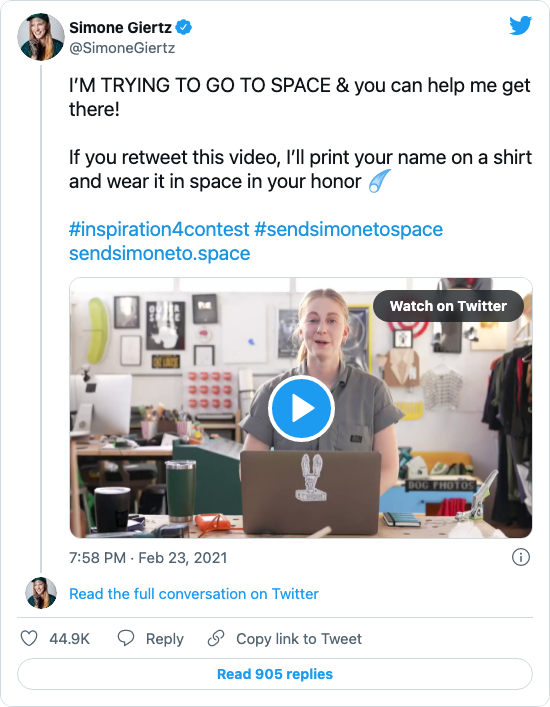 Simone Giertz
@SimoneGiertz
I’M TRYING TO GO TO SPACE & you can help me get
there!
If you retweet this video, I’ll print your name on a shirt
and wear it in space in your honor
#inspiration4contest #sendsimonetospace
sendsimoneto.space
Watch on Twitter
OUTER
SPACE
DOG PHOTOS
7:58 PM · Feb 23, 2021
Read the full conversation on Twitter
44.9K Reply Copy link to Tweet
Read 905 replies